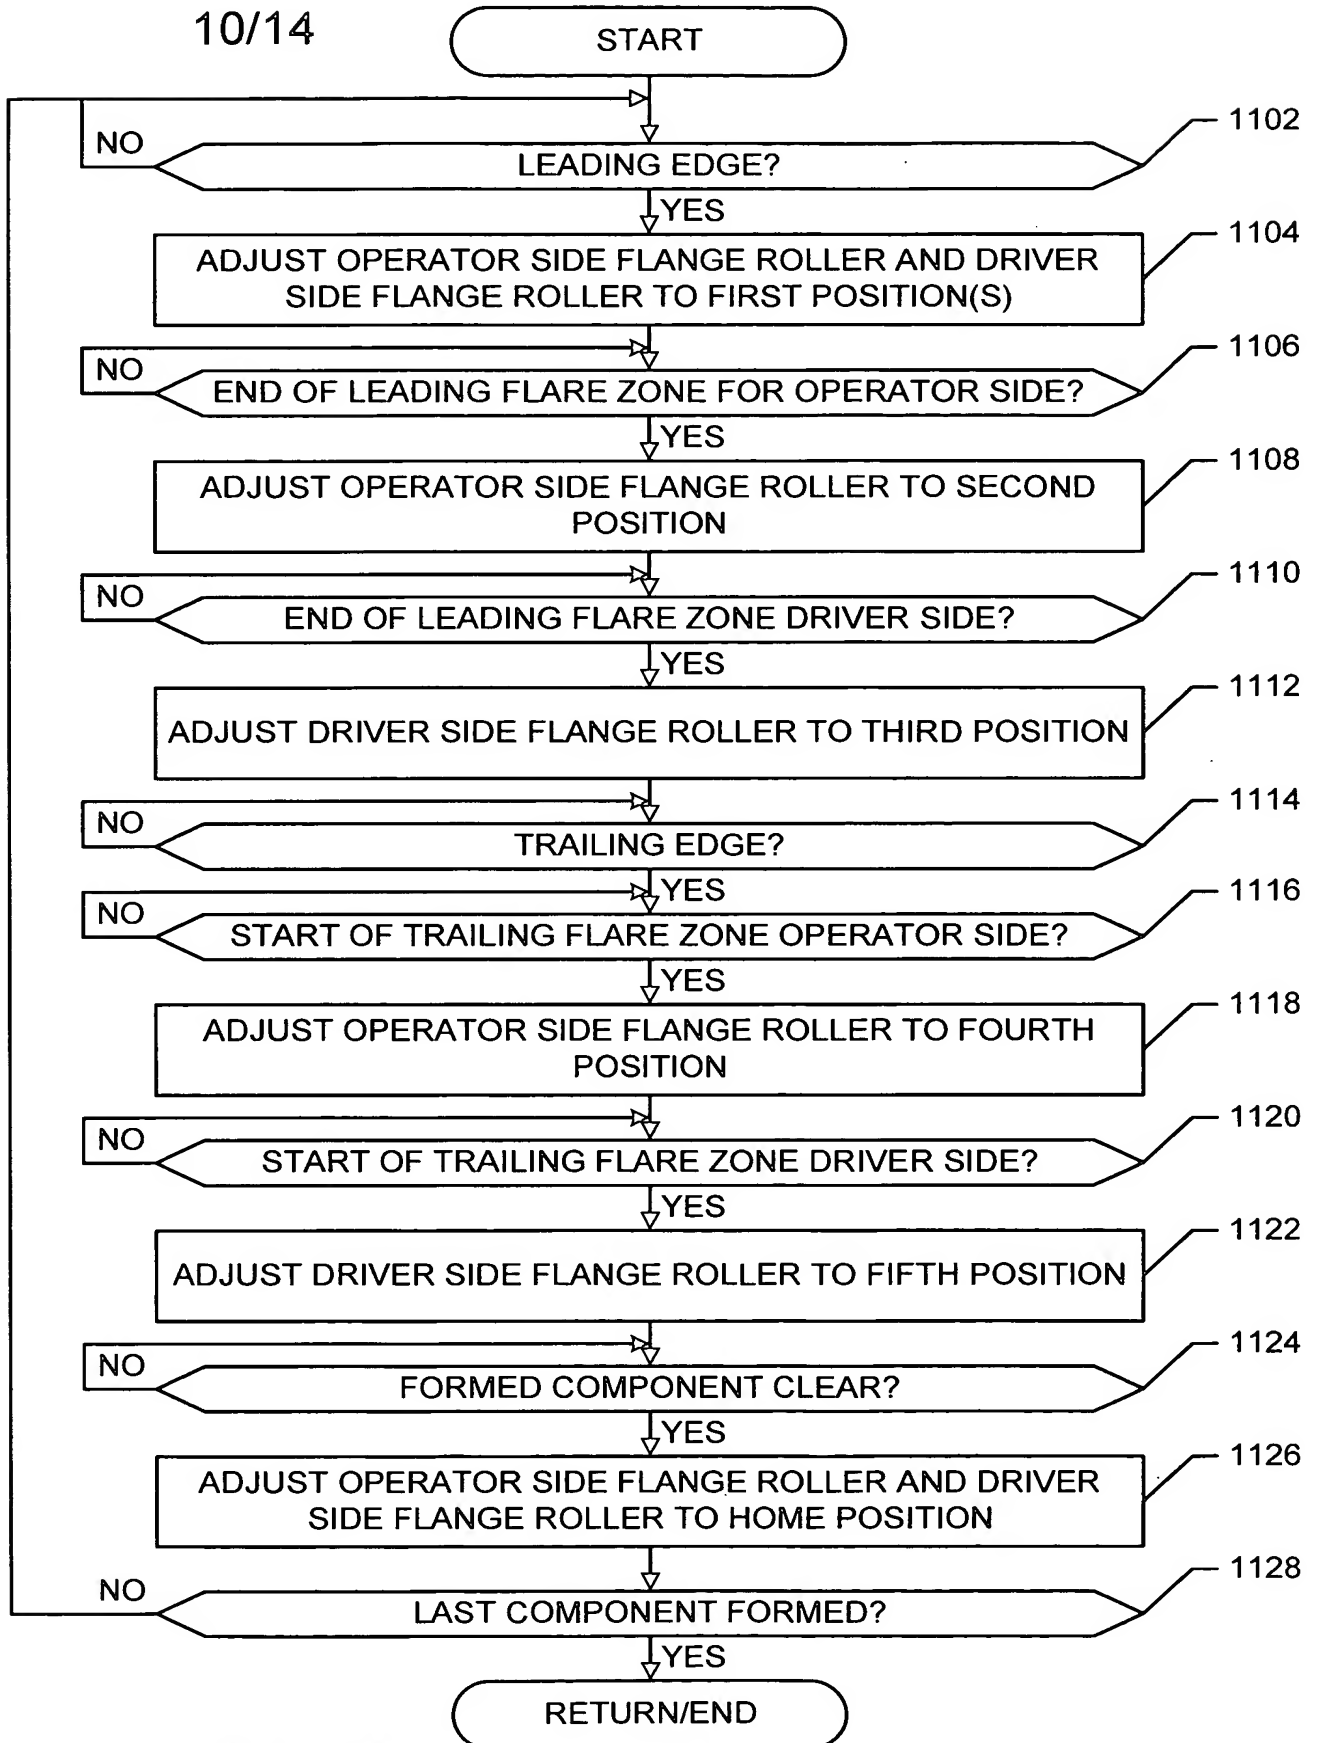 10/14
START
NO
1102
LEADING EDGE?
YES
1104
ADJUST OPERATOR SIDE FLANGE ROLLER AND DRIVER
SIDE FLANGE ROLLER TO FIRST POSITION(S)
NO
1106
END OF LEADING FLARE ZONE FOR OPERATOR SIDE?
YES
1108
ADJUST OPERATOR SIDE FLANGE ROLLER TO SECOND
POSITION
NO
1110
END OF LEADING FLARE ZONE DRIVER SIDE?
YES
1112
ADJUST DRIVER SIDE FLANGE ROLLER TO THIRD POSITION
NO
1114
TRAILING EDGE?
YES
NO
1116
START OF TRAILING FLARE ZONE OPERATOR SIDE?
YES
1118
ADJUST OPERATOR SIDE FLANGE ROLLER TO FOURTH
POSITION
NO
1120
START OF TRAILING FLARE ZONE DRIVER SIDE?
YES
1122
ADJUST DRIVER SIDE FLANGE ROLLER TO FIFTH POSITION
NO
1124
FORMED COMPONENT CLEAR?
YES
1126
ADJUST OPERATOR SIDE FLANGE ROLLER AND DRIVER
SIDE FLANGE ROLLER TO HOME POSITION
NO
1128
LAST COMPONENT FORMED?
YES
RETURN/END